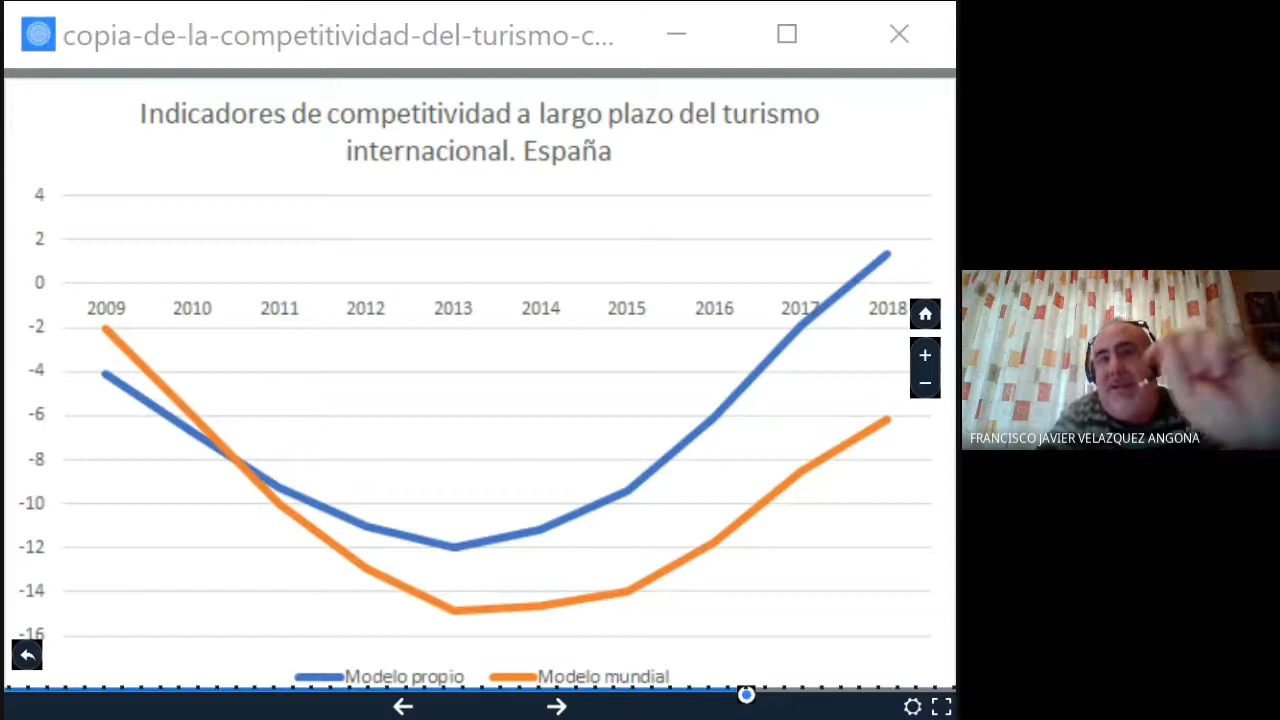 copia-de-la-competitividad-del-turismo-c...
Indicadores de competitividad a largo plazo del turismo
internacional. España
4
2
0
2009 2010 2011 2012 2013 2014 2015 2016 2017 2018
-2
-4
-6
-8
-10
-12
-14
-16
Modelo propio Modelo mundial
FRANCISCO JAVIER VELAZQUEZ ANGONA